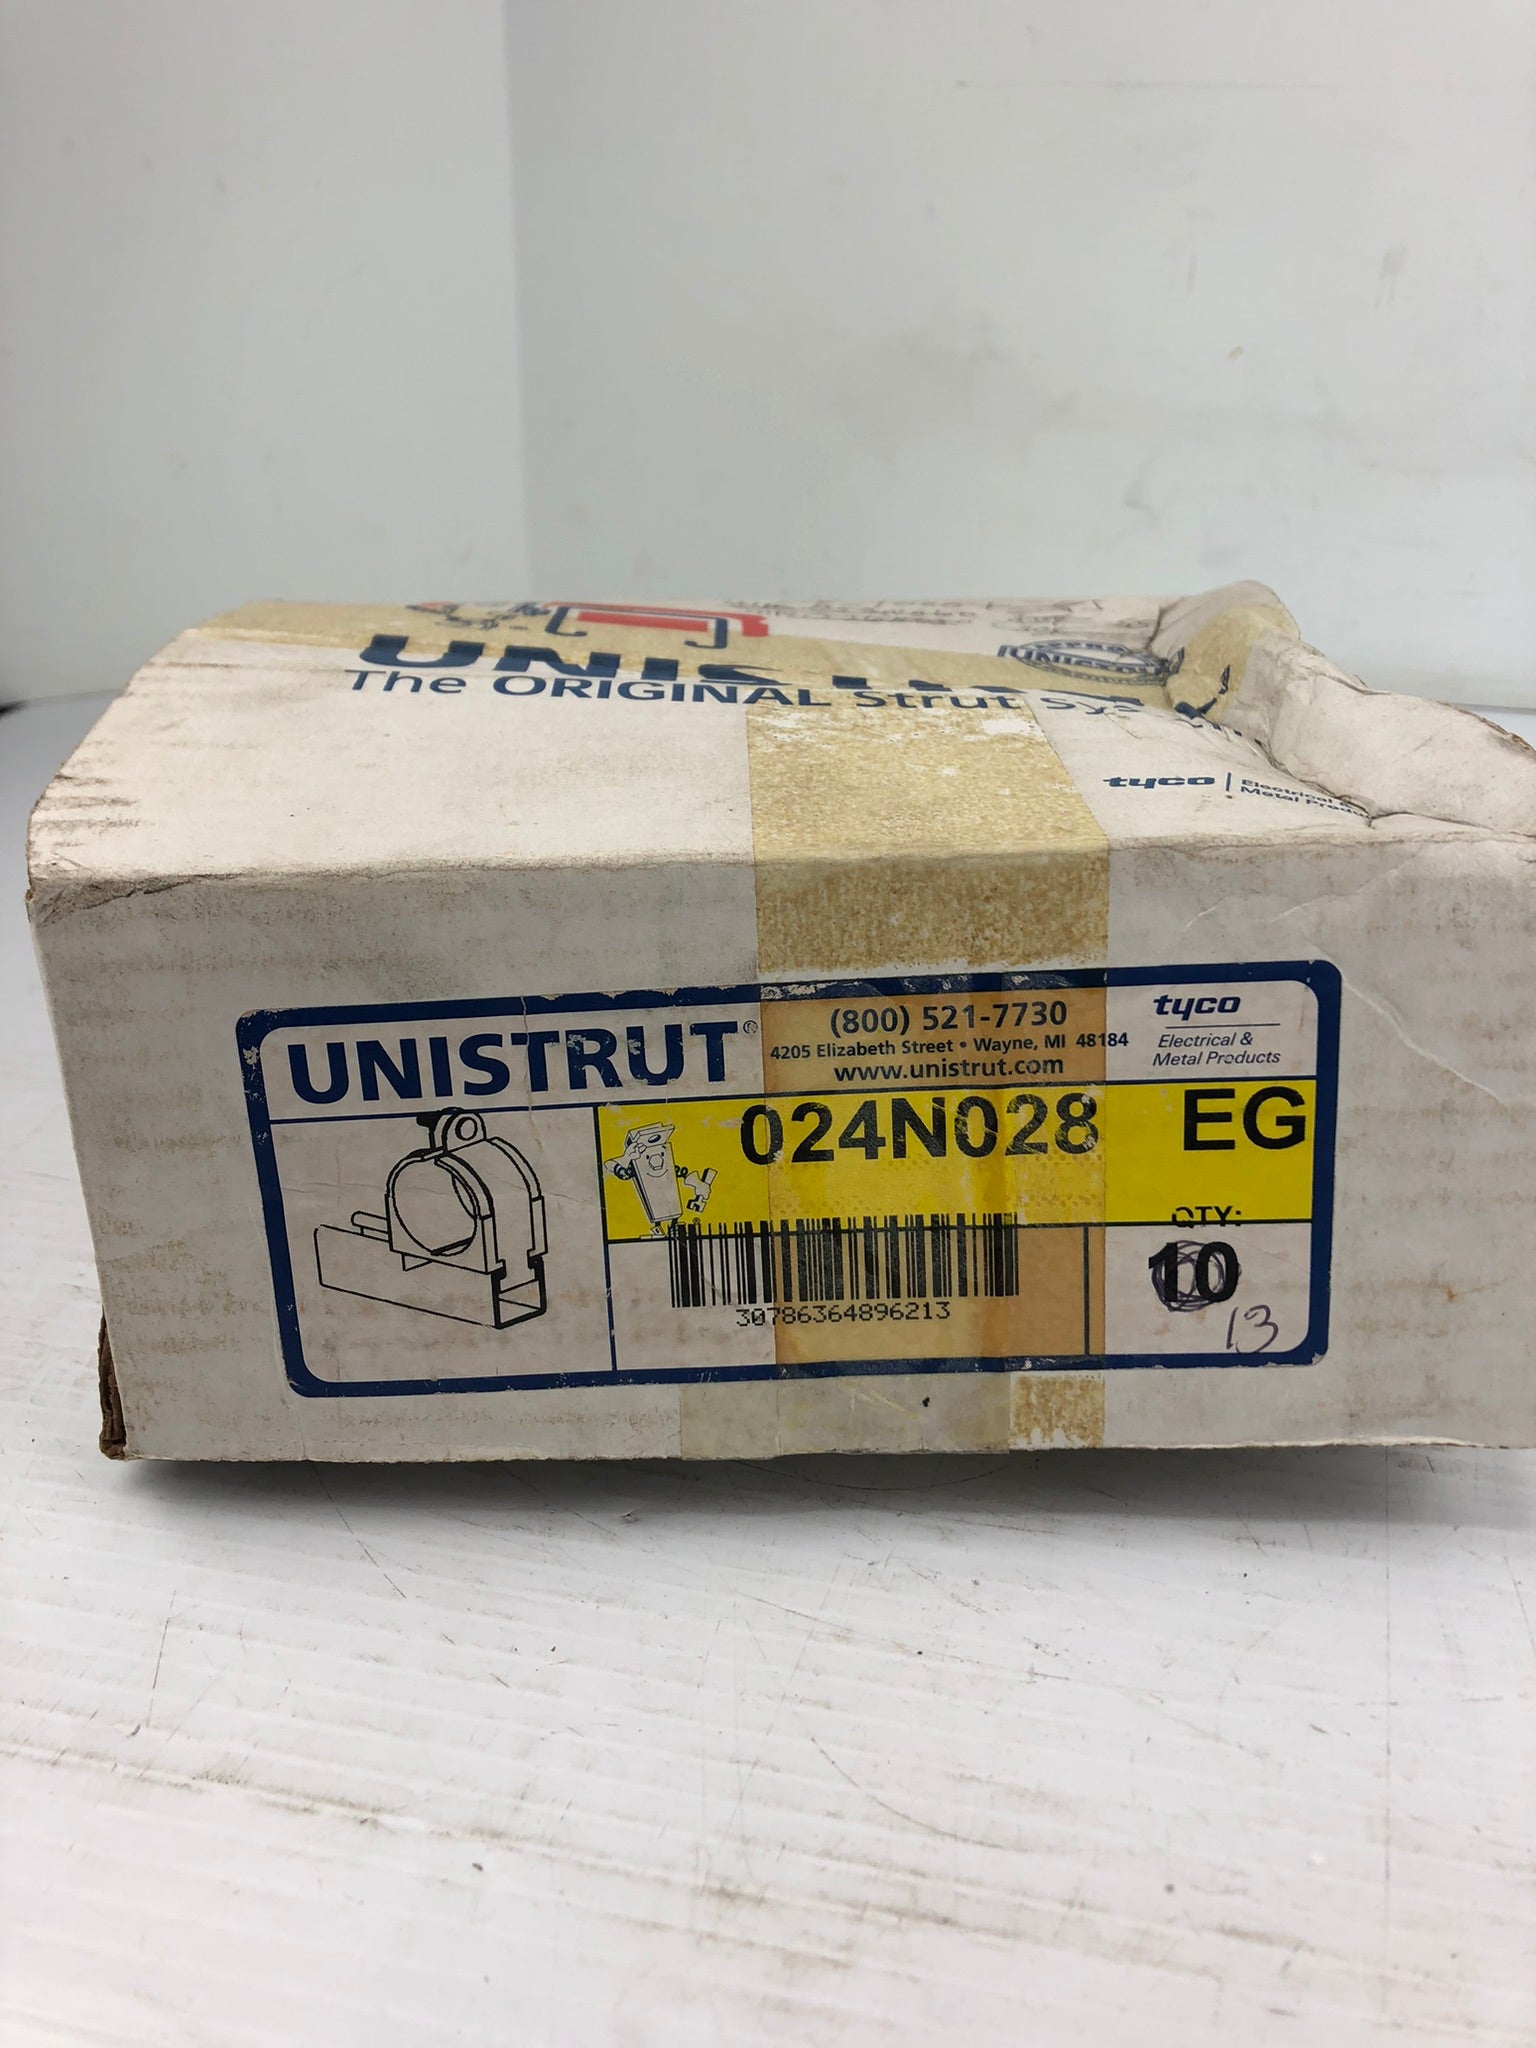 The ORIGINAL Strut
tyco
Electrical &
UNISTRUT®
(800) 521-7730
4205 Elizabeth Street • Wayne, MI 48184
www.unistrut.com
tyco
Electrical &
Metal Products
024N028 EG
QTY:
10
30786364896213
13